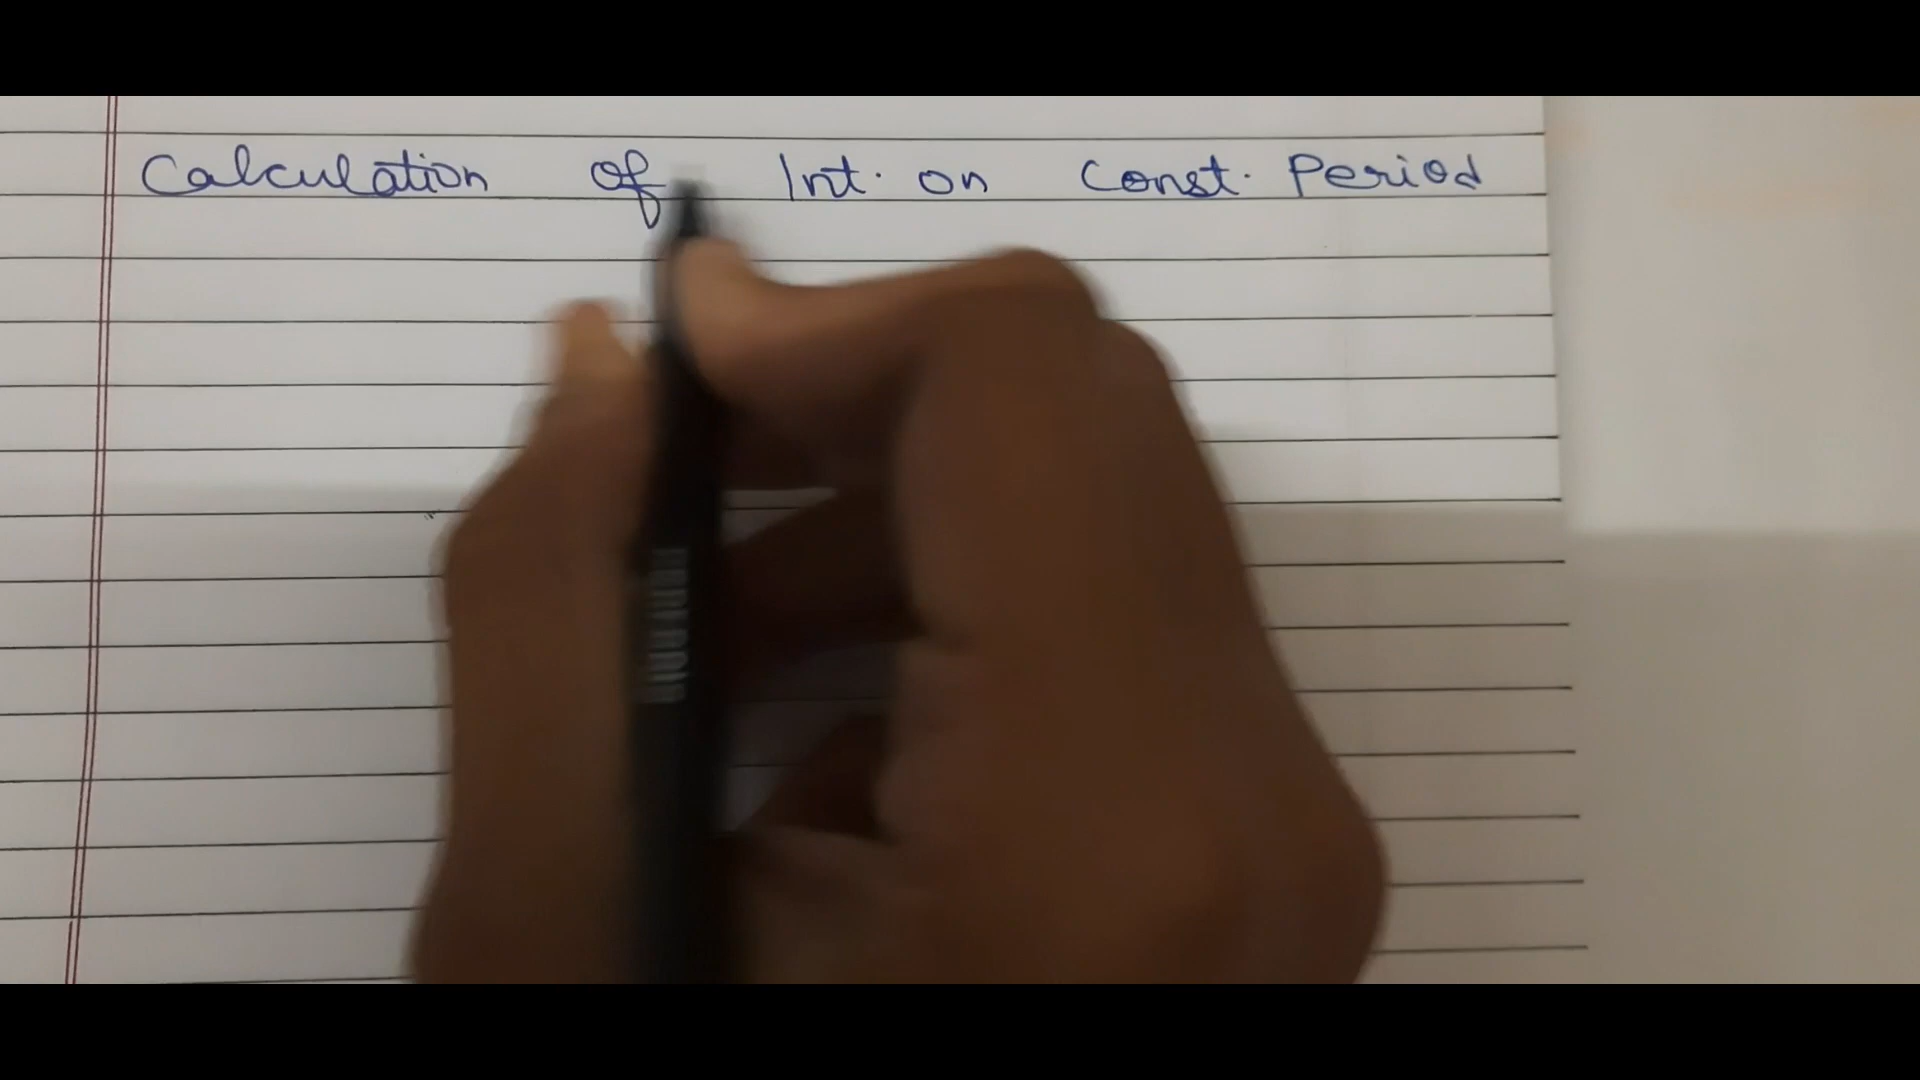 Calculation of Int. on Const. Period